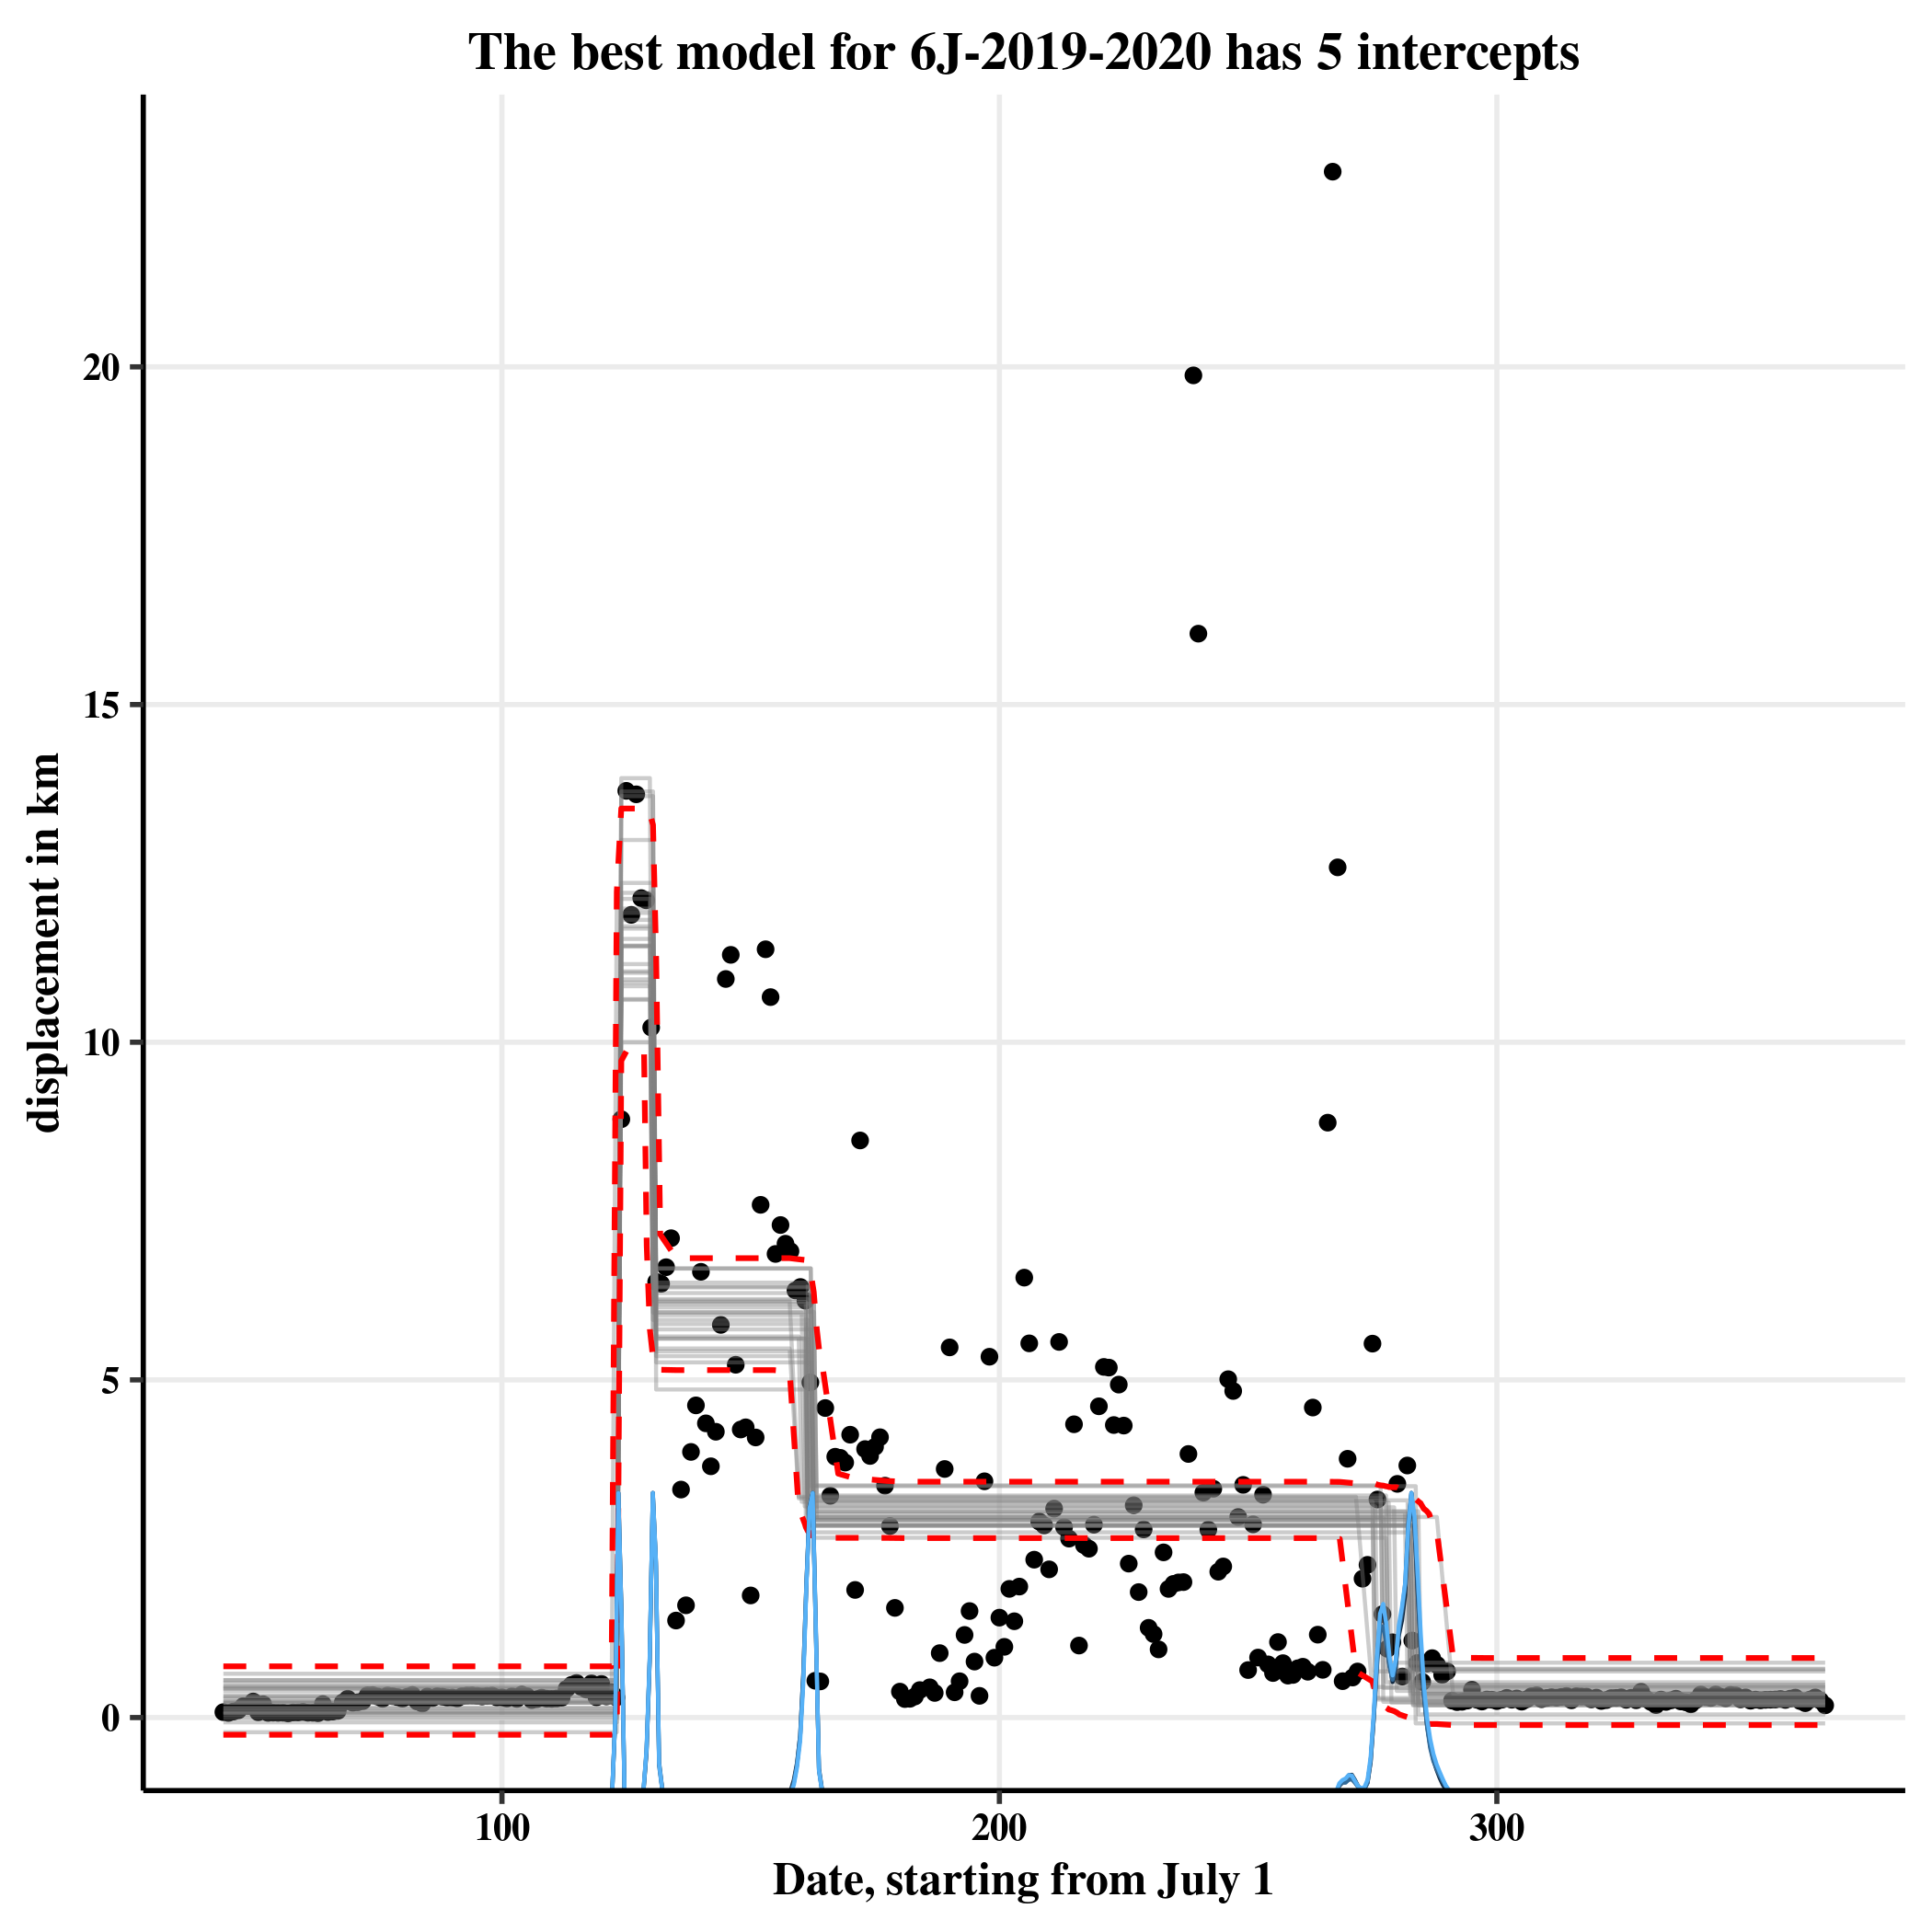 The best model for 6J-2019-2020 has 5 intercepts
displacement in km
20
15
10
5
0
100 200 300
Date, starting from July 1